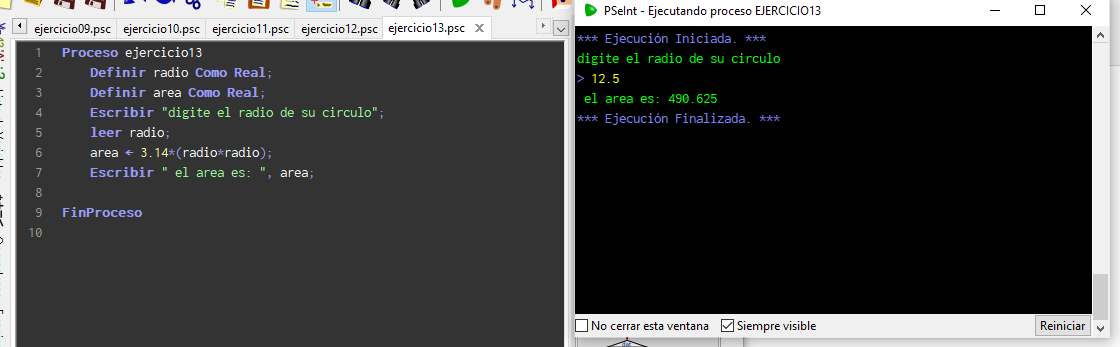 ejercicio09.psc ejercicio10.psc ejercicio11.psc ejercicio12.psc ejercicio13.psc
1 Proceso ejercicio13
2 Definir radio Como Real;
3 Definir area Como Real;
4 Escribir "digite el radio de su circulo";
5 leer radio;
6 area ← 3.14*(radio*radio);
7 Escribir " el area es: ", area;
8
9 FinProceso
10
PSeInt - Ejecutando proceso EJERCICIO13
*** Ejecución Iniciada. ***
digite el radio de su circulo
> 12.5
el area es: 490.625
*** Ejecución Finalizada. ***
No cerrar esta ventana Siempre visible Reiniciar